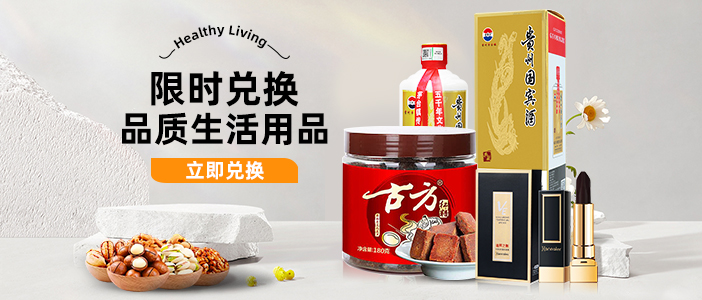 Healthy Living
限时兑换
品质生活用品
立即兑换
五千年文
贵州国宾酒
古方
红糖
净含量:180克